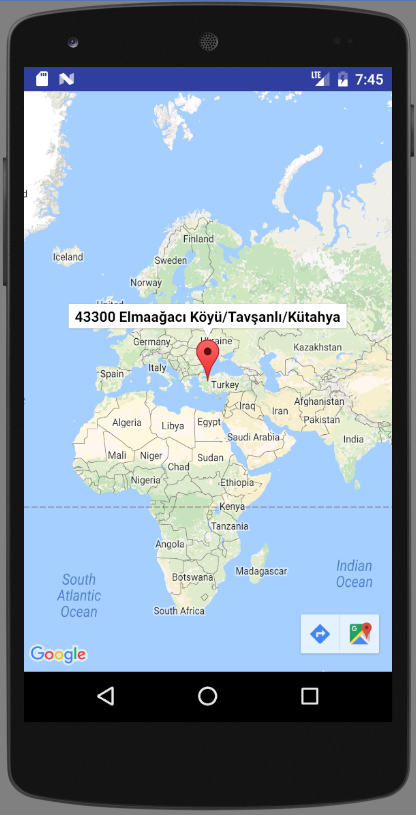 LTE 7:45
Iceland
Finland
Sweden
Norway
United
43300 Elmaağacı Köyü/Tavşanlı/Kütahya
Ukraine
Germany
Kazakhstan
Italy
Spain
Turkey
Afghanistan
Iraq
Iran
Pakistan
Algeria
Libya
Egypt
Saudi Arabia
India
Mali
Niger
Sudan
Chad
Nigeria
Ethiopia
Kenya
Tanzania
Angola
Botswana
Madagascar
South
Atlantic
Ocean
Indian
Ocean
South Africa
Google